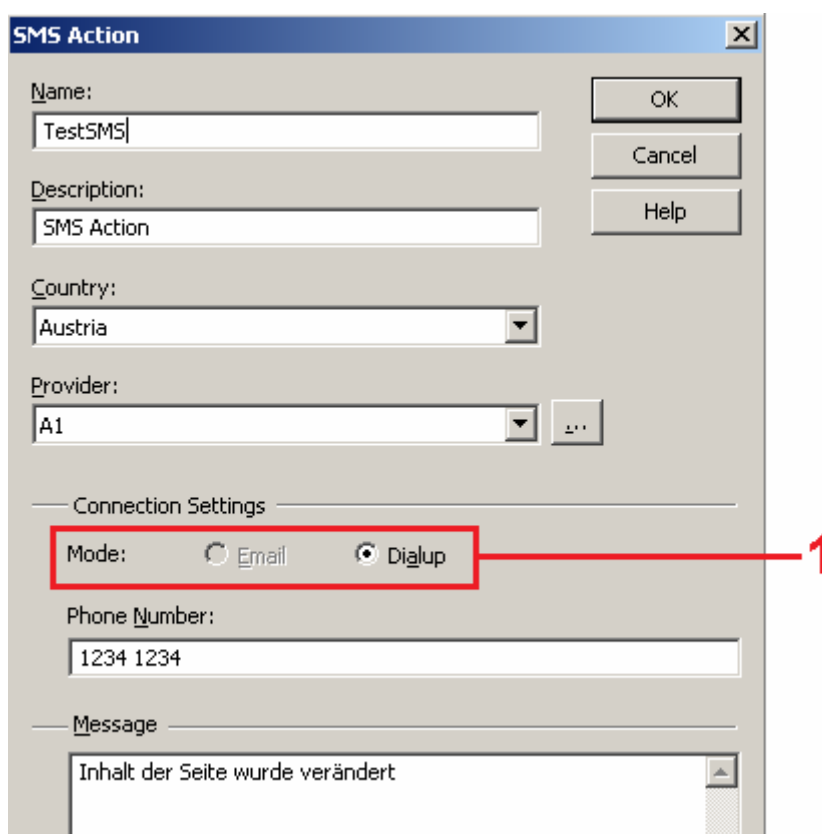 SMS Action
Name:
OK
TestSMS
Cancel
Description:
Help
SMS Action
Country:
Austria
Provider:
A1
...
Connection Settings
Mode: Email Dialup
1
Phone Number:
1234 1234
Message
Inhalt der Seite wurde verändert